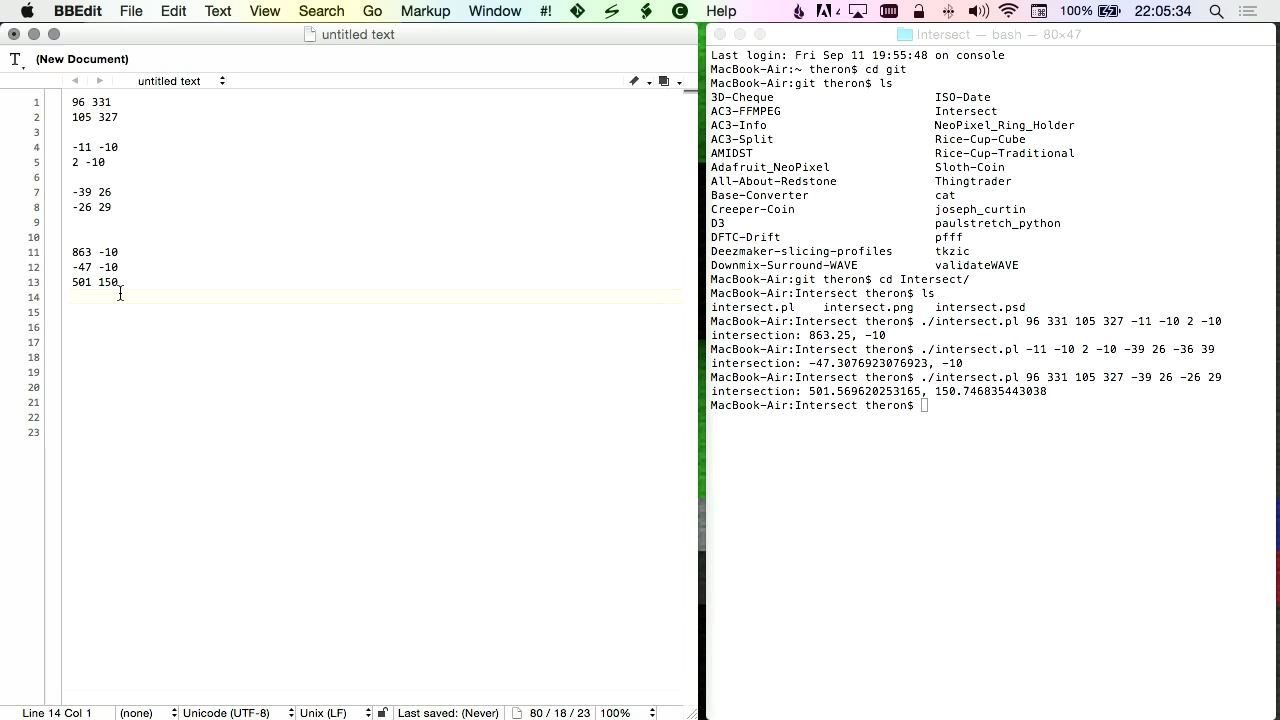 BBEdit File Edit Text View Search Go Markup Window #! Help 4 100% 22:05:34
untitled text
(New Document)
untitled text
1 96 331
2 105 327
3
4 -11 -10
5 2 -10
6
7 -39 26
8 -26 29
9
10
11 863 -10
12 -47 -10
13 501 150
14
15
16
17
18
19
20
21
22
23
Line 14 Col 1 (none) Unicode (UTF-8) Unix (LF) Last saved: (Never) 80 / 18 / 23 100%
Intersect — bash — 80×47
Last login: Fri Sep 11 19:55:48 on console
MacBook-Air:~ theron$ cd git
MacBook-Air:git theron$ ls
3D-Cheque ISO-Date
AC3-FFMPEG Intersect
AC3-Info NeoPixel_Ring_Holder
AC3-Split Rice-Cup-Cube
AMIDST Rice-Cup-Traditional
Adafruit_NeoPixel Sloth-Coin
All-About-Redstone Thingtrader
Base-Converter cat
Creeper-Coin joseph_curtin
D3 paulstretch_python
DFTC-Drift pfff
Deezmaker-slicing-profiles tkzic
Downmix-Surround-WAVE validateWAVE
MacBook-Air:git theron$ cd Intersect/
MacBook-Air:Intersect theron$ ls
intersect.pl intersect.png intersect.psd
MacBook-Air:Intersect theron$ ./intersect.pl 96 331 105 327 -11 -10 2 -10
intersection: 863.25, -10
MacBook-Air:Intersect theron$ ./intersect.pl -11 -10 2 -10 -39 26 -36 39
intersection: -47.3076923076923, -10
MacBook-Air:Intersect theron$ ./intersect.pl 96 331 105 327 -39 26 -26 29
intersection: 501.569620253165, 150.746835443038
MacBook-Air:Intersect theron$